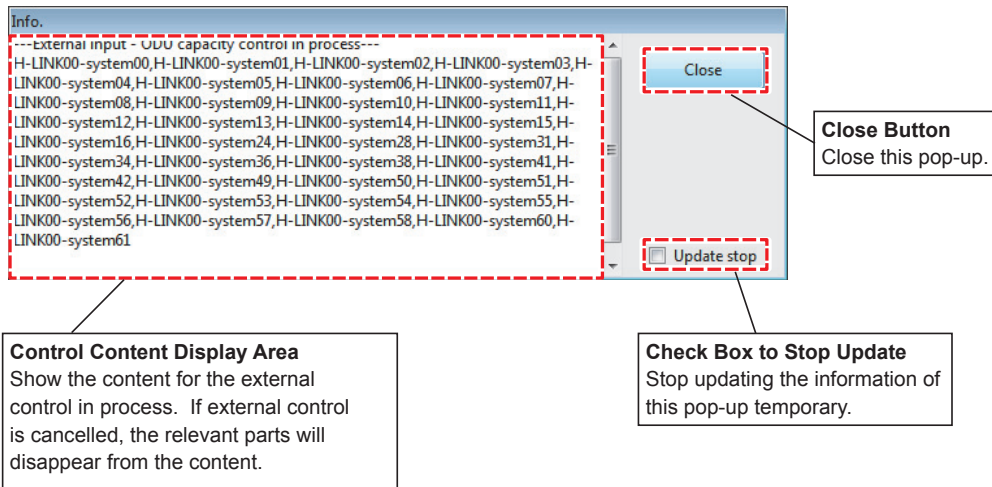 Info.
---External Input - ODU capacity control in process---
H-LINK00-system00,H-LINK00-system01,H-LINK00-system02,H-LINK00-system03,H-
LINK00-system04,H-LINK00-system05,H-LINK00-system06,H-LINK00-system07,H-
LINK00-system08,H-LINK00-system09,H-LINK00-system10,H-LINK00-system11,H-
LINK00-system12,H-LINK00-system13,H-LINK00-system14,H-LINK00-system15,H-
LINK00-system16,H-LINK00-system24,H-LINK00-system28,H-LINK00-system31,H-
LINK00-system34,H-LINK00-system36,H-LINK00-system38,H-LINK00-system41,H-
LINK00-system42,H-LINK00-system49,H-LINK00-system50,H-LINK00-system51,H-
LINK00-system52,H-LINK00-system53,H-LINK00-system54,H-LINK00-system55,H-
LINK00-system56,H-LINK00-system57,H-LINK00-system58,H-LINK00-system60,H-
LINK00-system61
Close
Update stop
Close Button
Close this pop-up.
Control Content Display Area
Show the content for the external
control in process. If external control
is cancelled, the relevant parts will
disappear from the content.
Check Box to Stop Update
Stop updating the information of
this pop-up temporary.